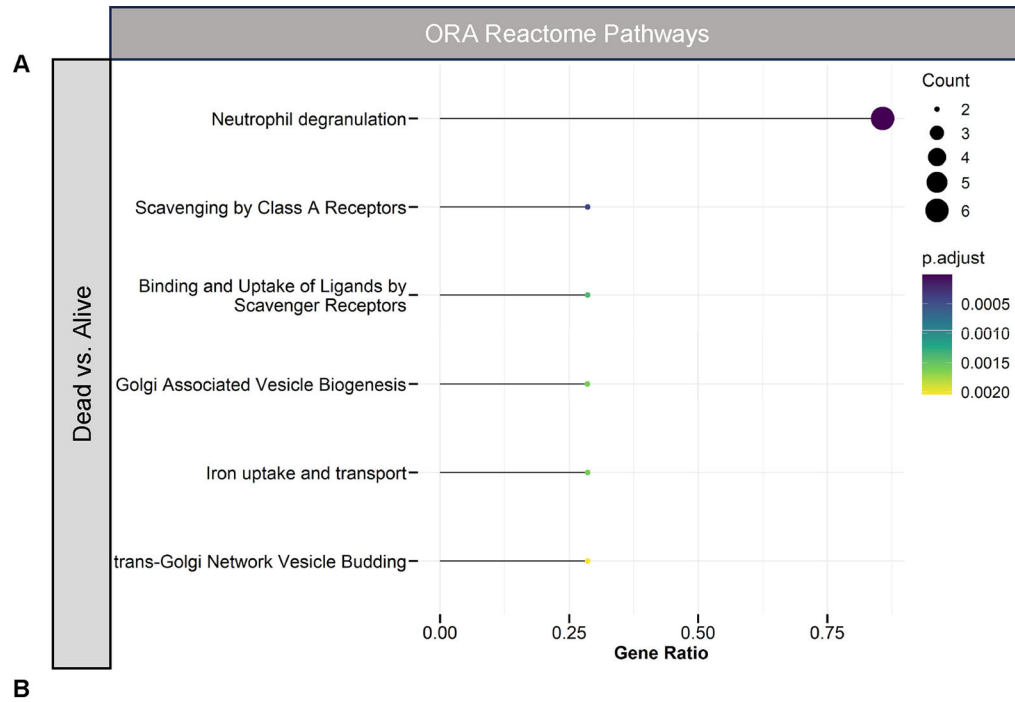 ORA Reactome Pathways
A
Dead vs. Alive
Neutrophil degranulation
Scavenging by Class A Receptors
Binding and Uptake of Ligands by
Scavenger Receptors
Golgi Associated Vesicle Biogenesis
Iron uptake and transport
trans-Golgi Network Vesicle Budding
0.00 0.25 0.50 0.75
Gene Ratio
Count
2
3
4
5
6
p.adjust
0.0005
0.0010
0.0015
0.0020
B